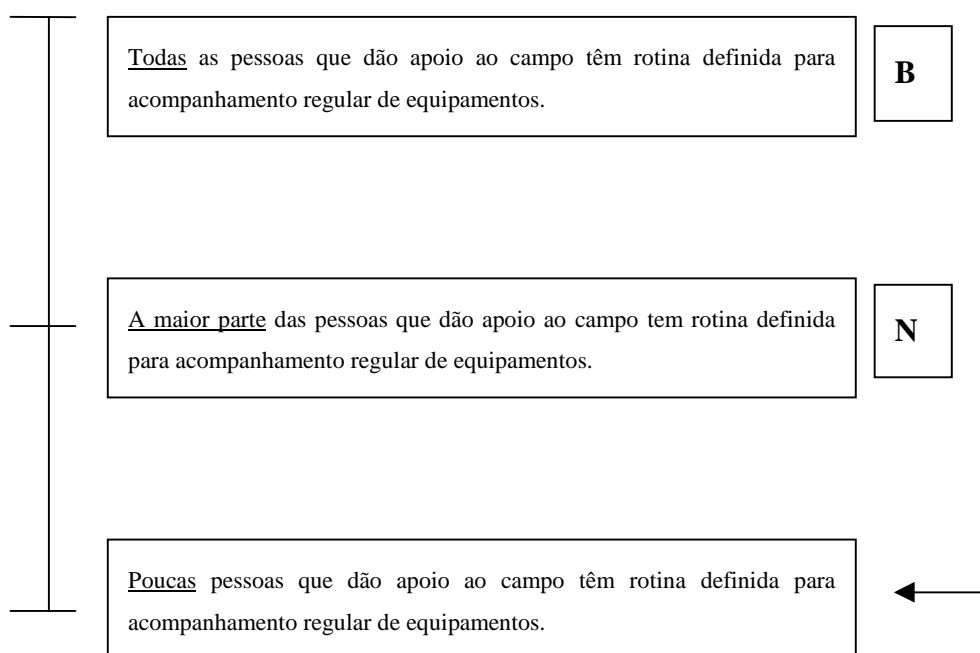 Todas as pessoas que dão apoio ao campo têm rotina definida para
acompanhamento regular de equipamentos.
B
A maior parte das pessoas que dão apoio ao campo tem rotina definida
para acompanhamento regular de equipamentos.
N
Poucas pessoas que dão apoio ao campo têm rotina definida para
acompanhamento regular de equipamentos.